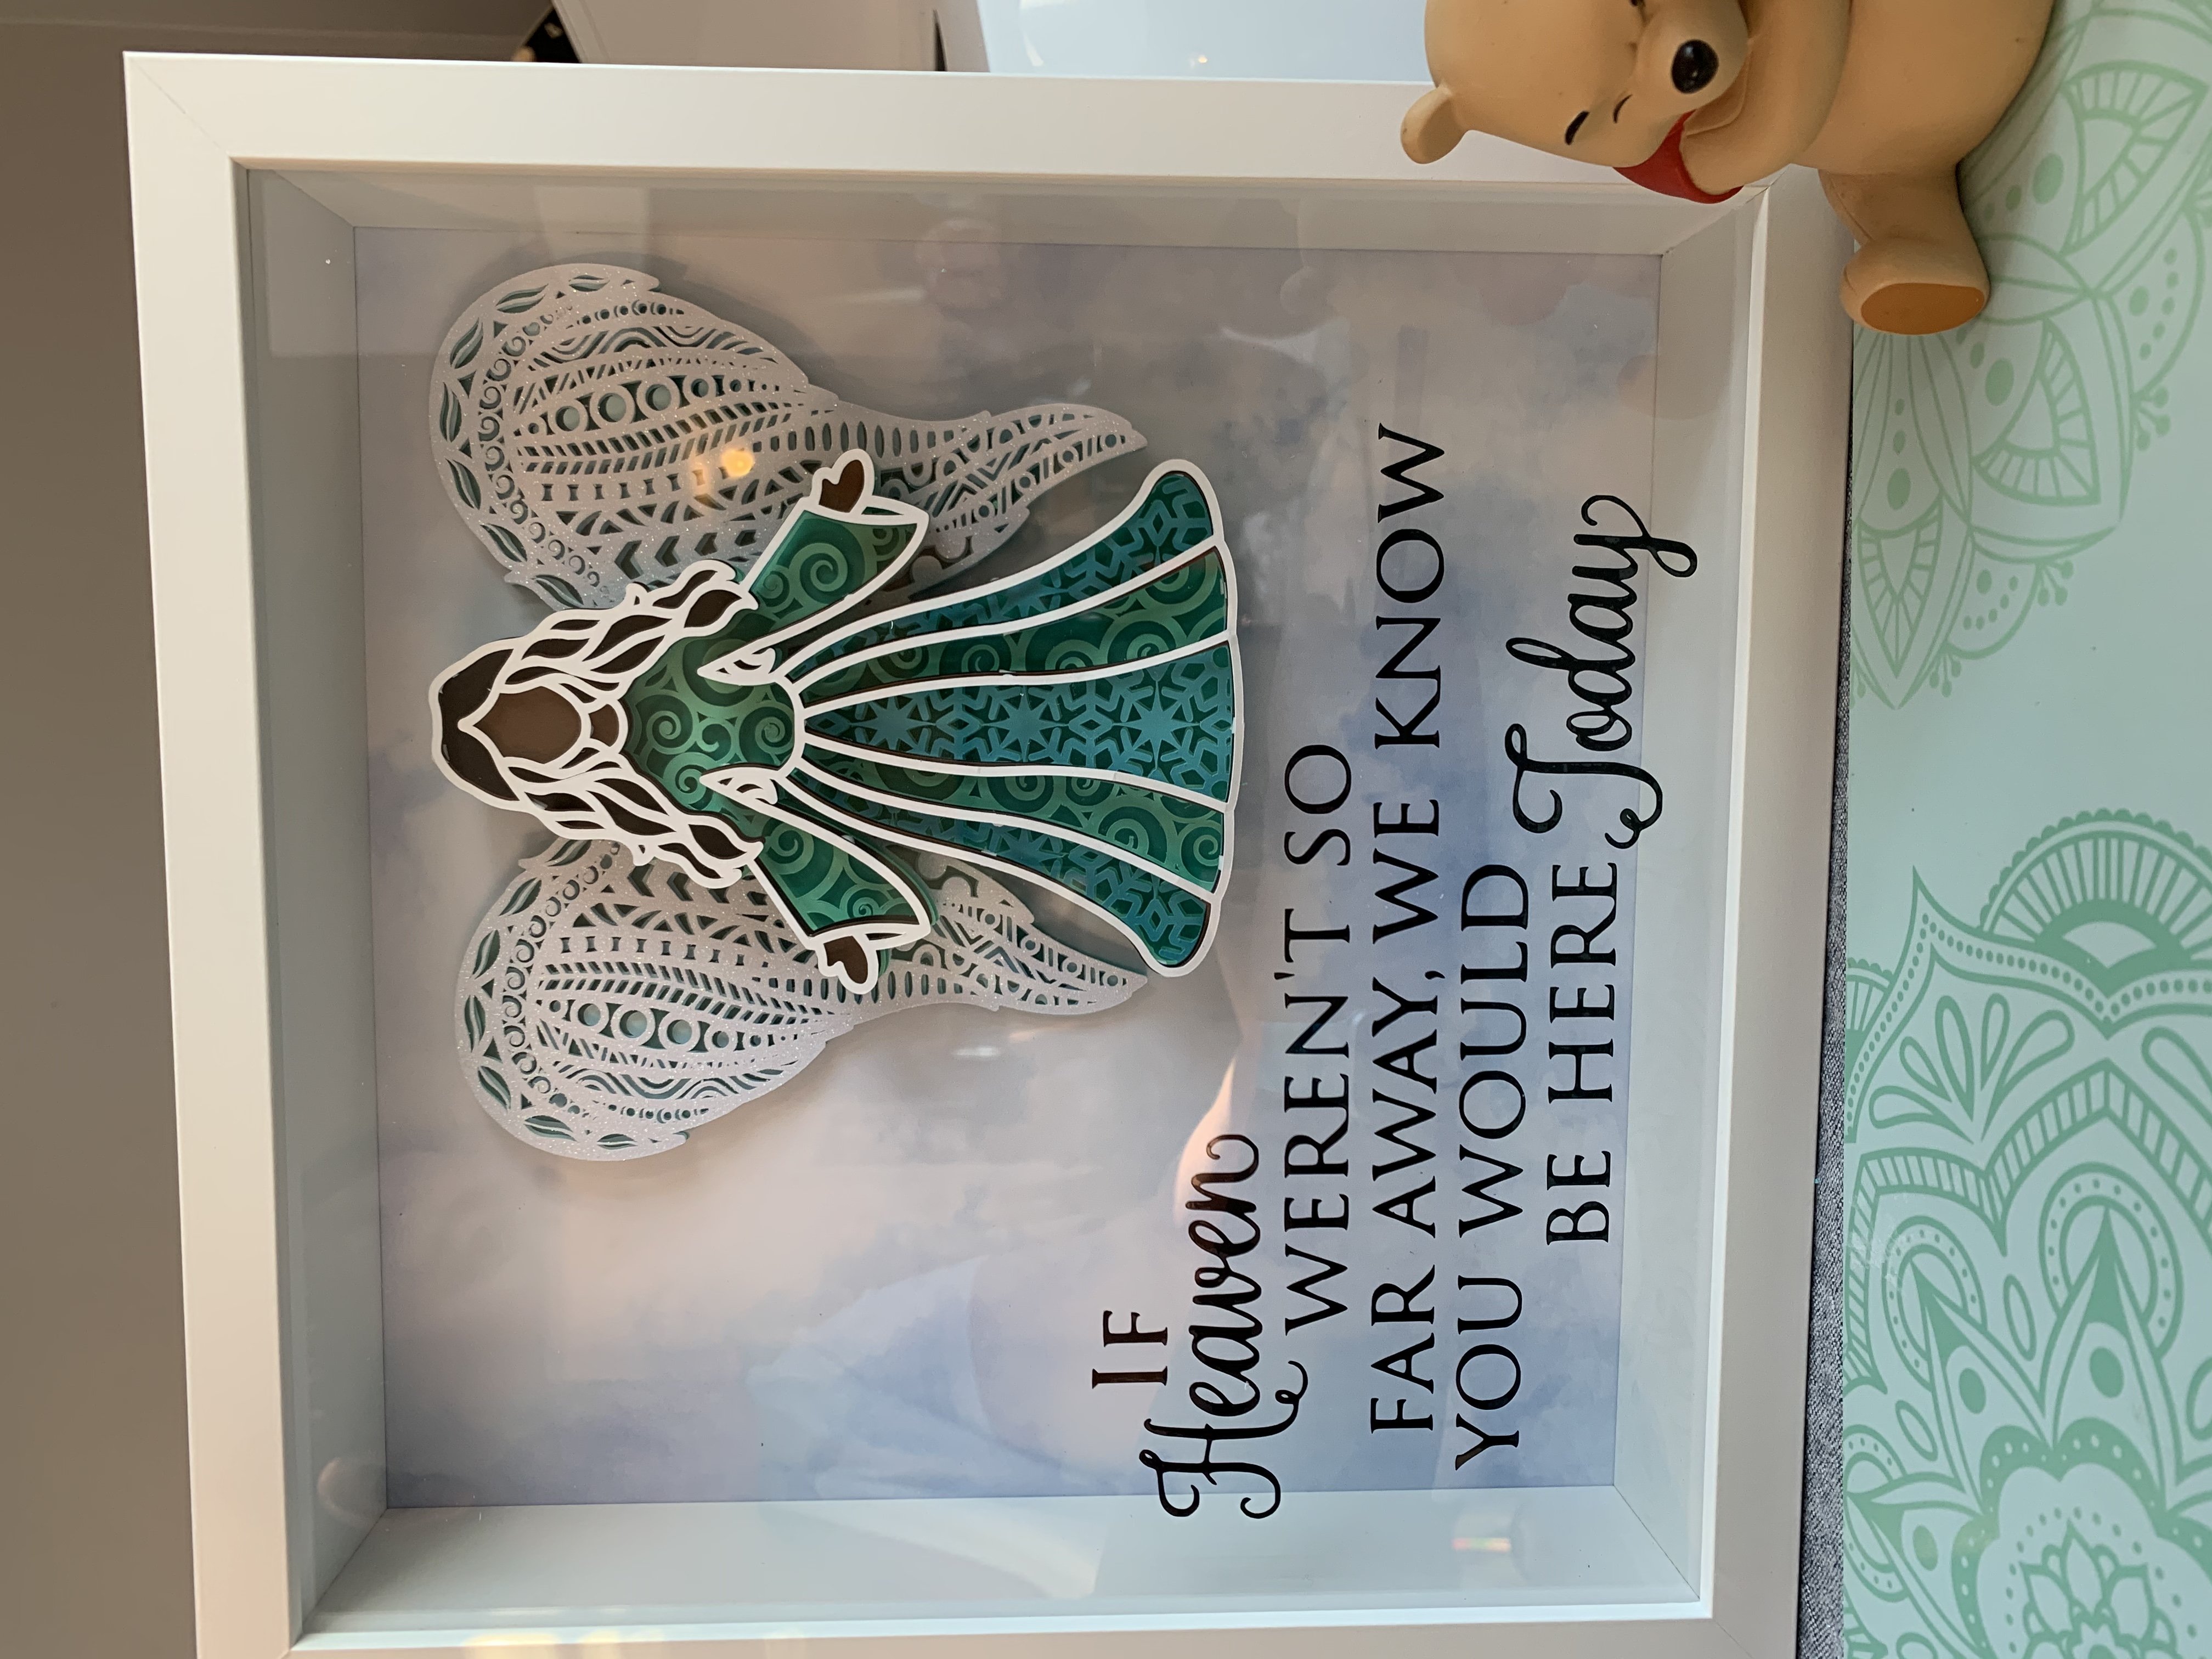 IF
Heaven
WEREN'T SO
FAR AWAY, WE KNOW
YOU WOULD
BE HERE Today